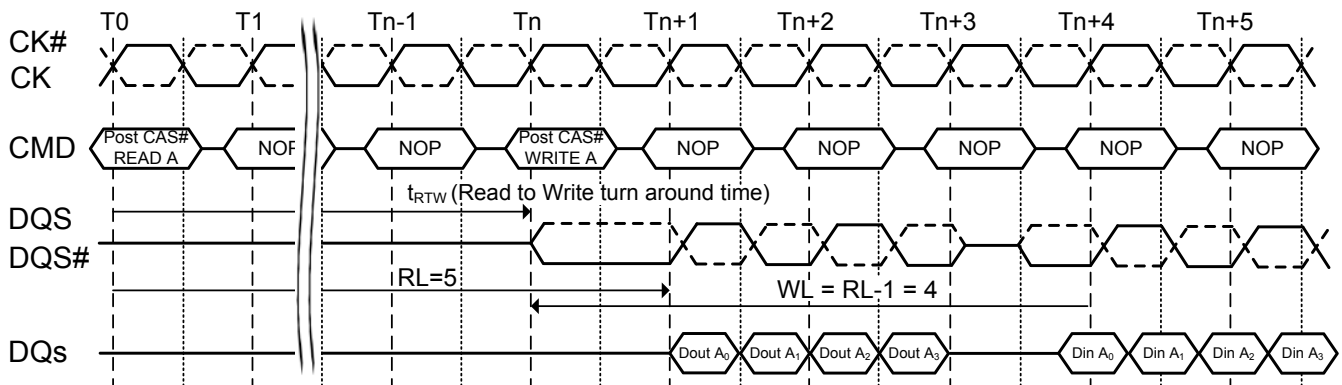 T0 T1 Tn-1 Tn Tn+1 Tn+2 Tn+3 Tn+4 Tn+5
CK#
CK
CMD Post CAS# READ A NOP NOP Post CAS# WRITE A NOP NOP NOP NOP NOP
tRTW (Read to Write turn around time)
DQS
DQS#
RL=5 WL = RL-1 = 4
DQs Dout A0 Dout A1 Dout A2 Dout A3 Din A0 Din A1 Din A2 Din A3